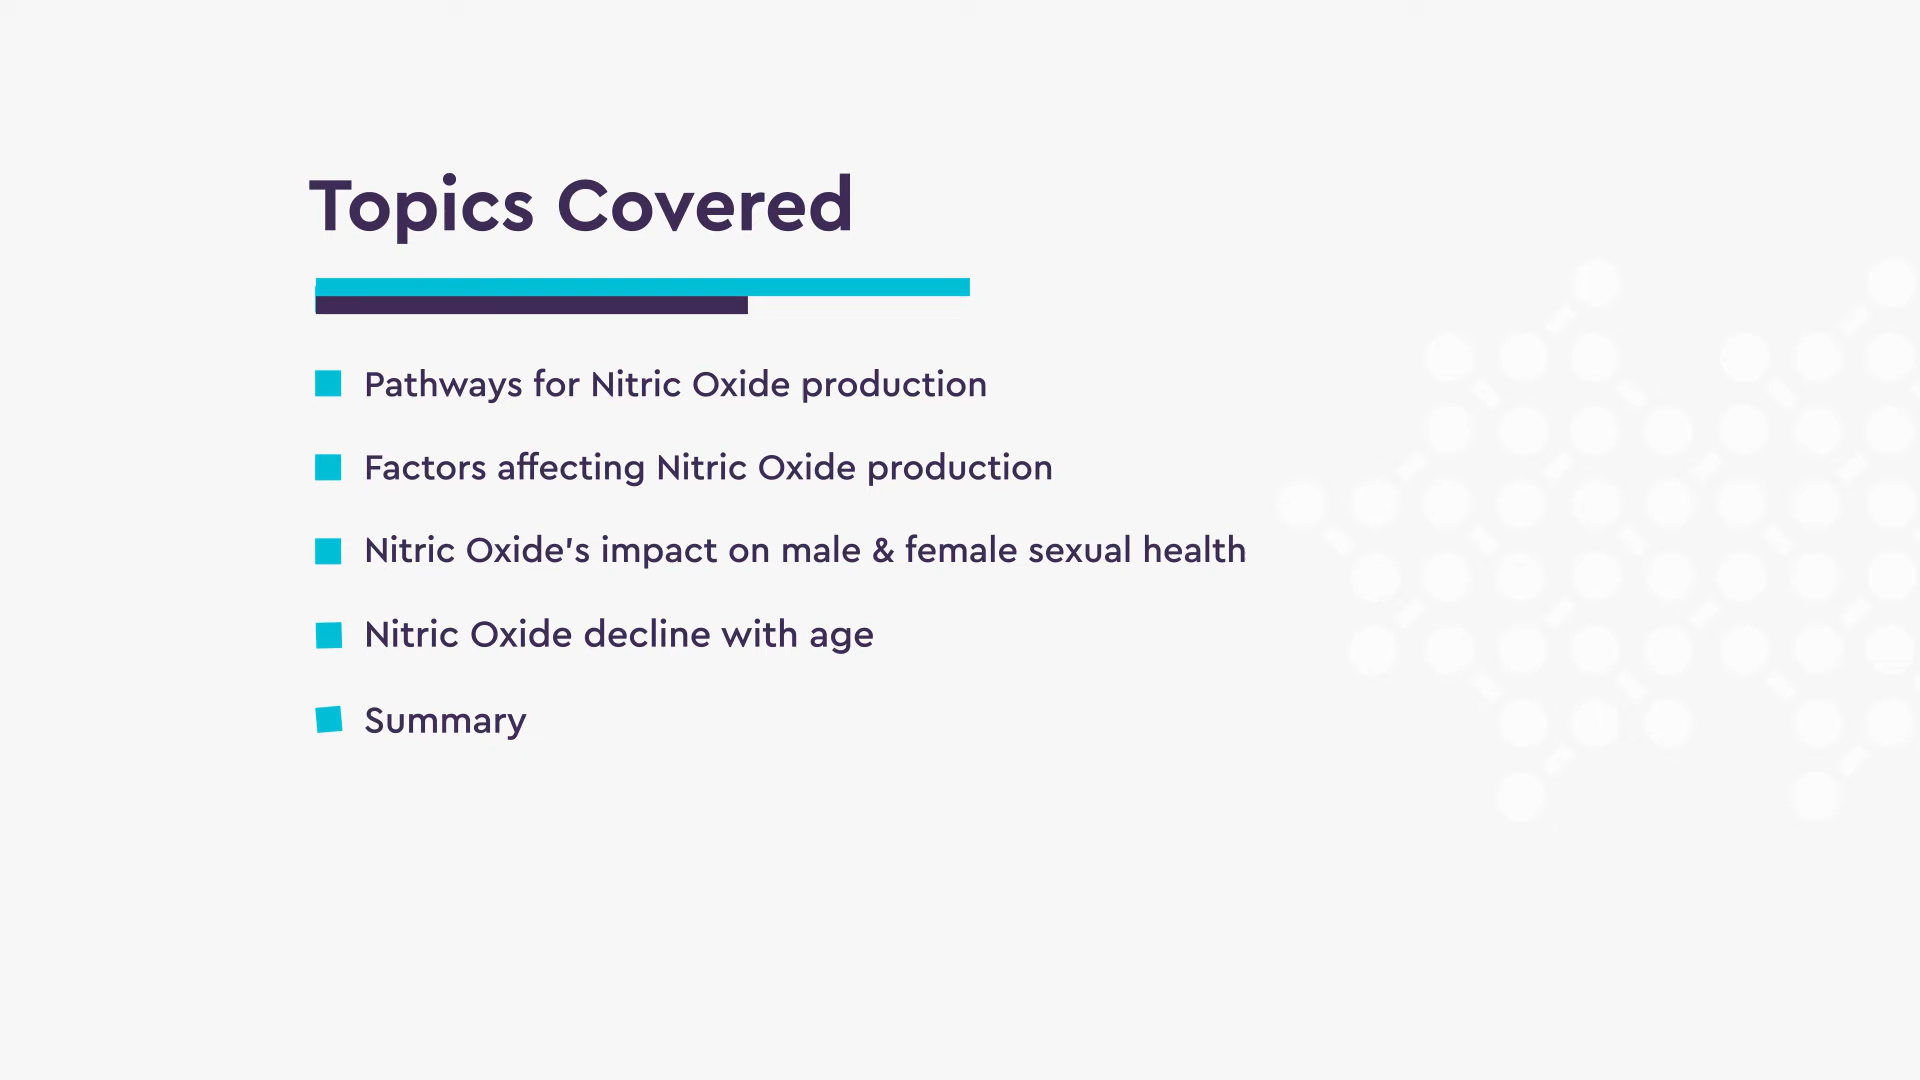 Topics Covered
Pathways for Nitric Oxide production
Factors affecting Nitric Oxide production
Nitric Oxide's impact on male & female sexual health
Nitric Oxide decline with age
Summary